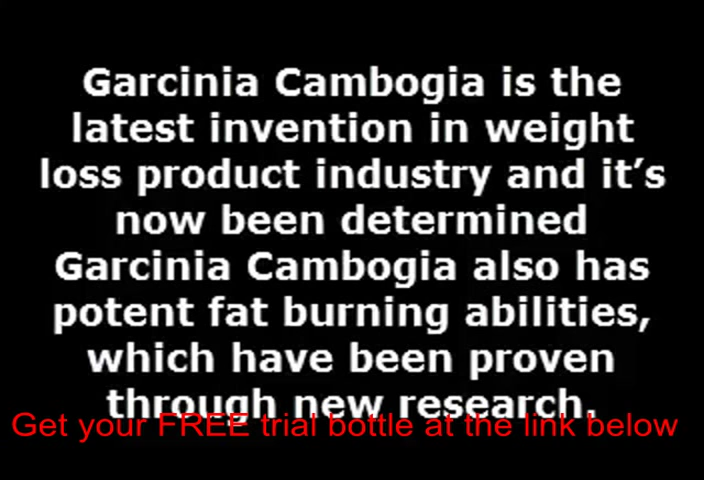 Garcinia Cambogia is the
latest invention in weight
loss product industry and it’s
now been determined
Garcinia Cambogia also has
potent fat burning abilities,
which have been proven
through new research.
Get your FREE trial bottle at the link below